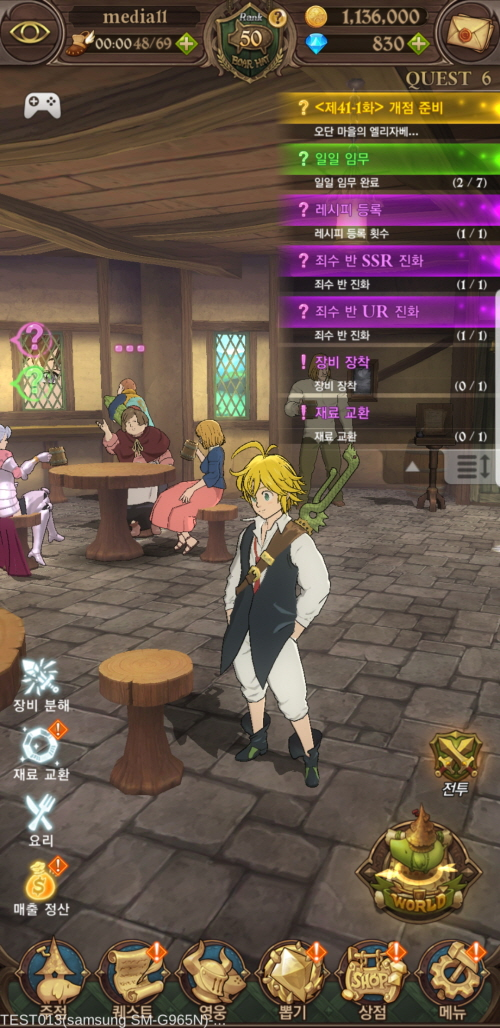 media11
Rank
50
BOAR HAT
1,136,000
00:00 48/69
830
QUEST 6
<제41-1화> 개점 준비
오단 마을의 엘리자베...
일일 임무
일일 임무 완료 (2 / 7)
레시피 등록
레시피 등록 횟수 (1 / 1)
죄수 반 SSR 진화
죄수 반 진화 (1 / 1)
죄수 반 UR 진화
죄수 반 진화 (1 / 1)
장비 장착
장비 장착 (0 / 1)
재료 교환
재료 교환 (0 / 1)
장비 분해
재료 교환
요리
매출 정산
전투
WORLD
주점
퀘스트
영웅
뽑기
SHOP
상점
메뉴
TEST013(samsung SM-G965N)-...